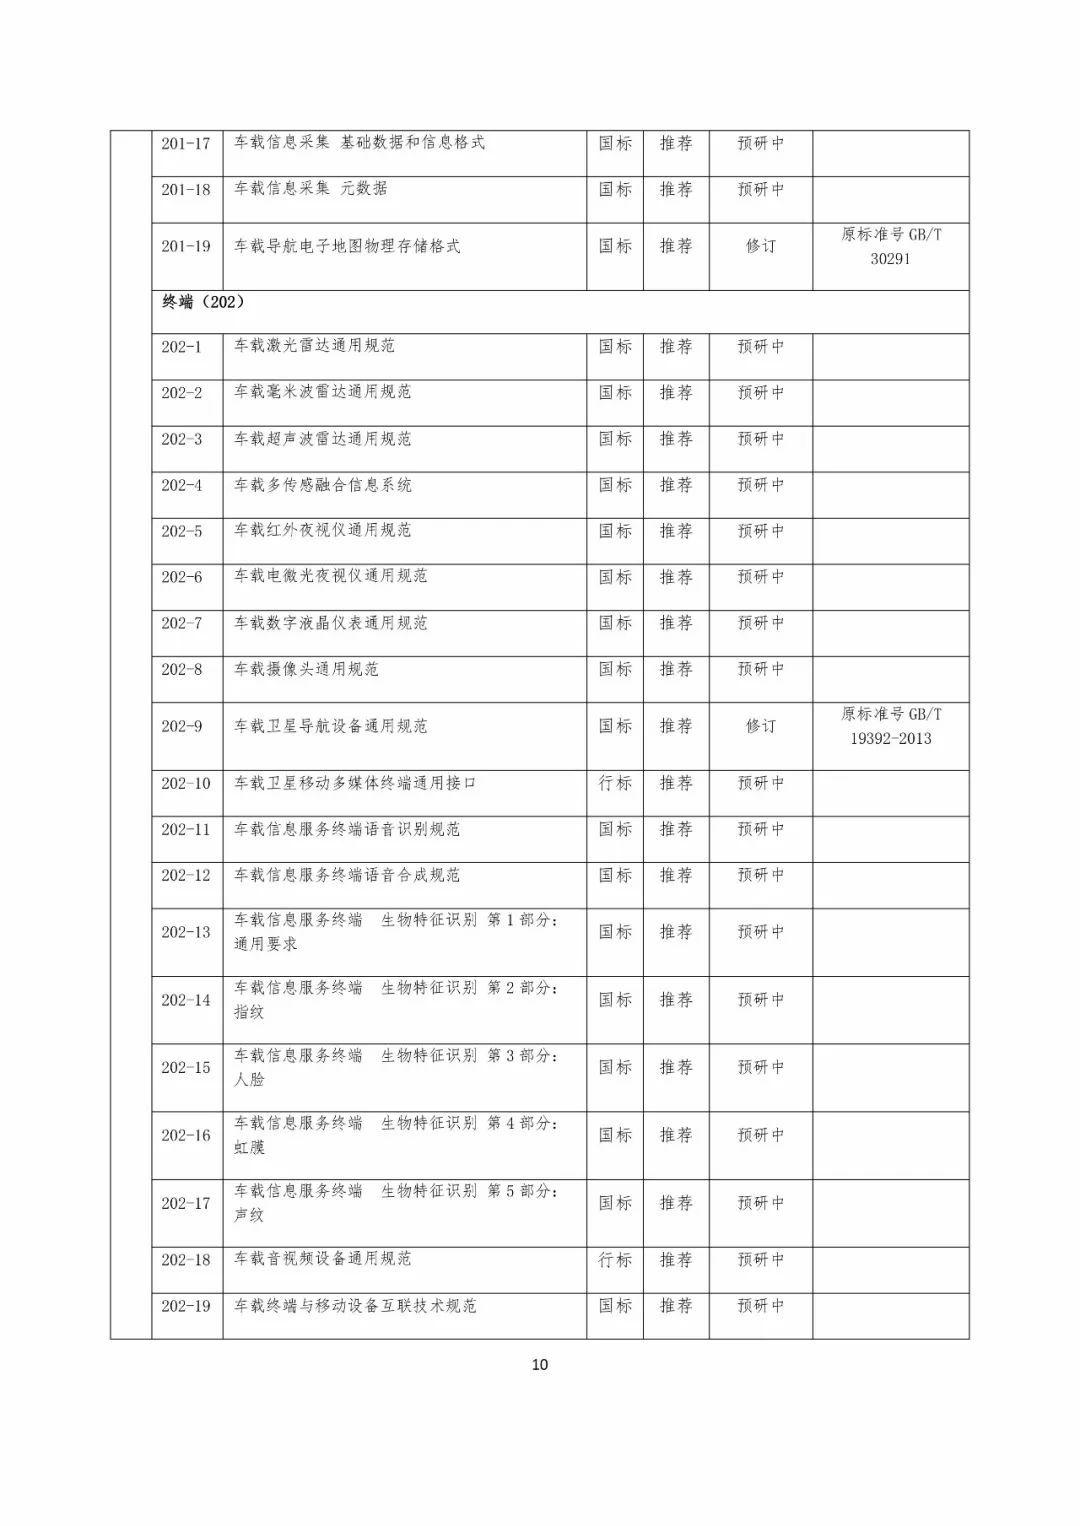 201-17 车载信息采集 基础数据和信息格式 国标 推荐 预研中
201-18 车载信息采集 元数据 国标 推荐 预研中
201-19 车载导航电子地图物理存储格式 国标 推荐 修订 原标准号 GB/T
30291
终端（202）
202-1 车载激光雷达通用规范 国标 推荐 预研中
202-2 车载毫米波雷达通用规范 国标 推荐 预研中
202-3 车载超声波雷达通用规范 国标 推荐 预研中
202-4 车载多传感融合信息系统 国标 推荐 预研中
202-5 车载红外夜视仪通用规范 国标 推荐 预研中
202-6 车载电微光夜视仪通用规范 国标 推荐 预研中
202-7 车载数字液晶仪表通用规范 国标 推荐 预研中
202-8 车载摄像头通用规范 国标 推荐 预研中
202-9 车载卫星导航设备通用规范 国标 推荐 修订 原标准号 GB/T
19392-2013
202-10 车载卫星移动多媒体终端通用接口 行标 推荐 预研中
202-11 车载信息服务终端语音识别规范 国标 推荐 预研中
202-12 车载信息服务终端语音合成规范 国标 推荐 预研中
202-13 车载信息服务终端 生物特征识别 第 1 部分：
通用要求 国标 推荐 预研中
202-14 车载信息服务终端 生物特征识别 第 2 部分：
指纹 国标 推荐 预研中
202-15 车载信息服务终端 生物特征识别 第 3 部分：
人脸 国标 推荐 预研中
202-16 车载信息服务终端 生物特征识别 第 4 部分：
虹膜 国标 推荐 预研中
202-17 车载信息服务终端 生物特征识别 第 5 部分：
声纹 国标 推荐 预研中
202-18 车载音视频设备通用规范 行标 推荐 预研中
202-19 车载终端与移动设备互联技术规范 国标 推荐 预研中
10